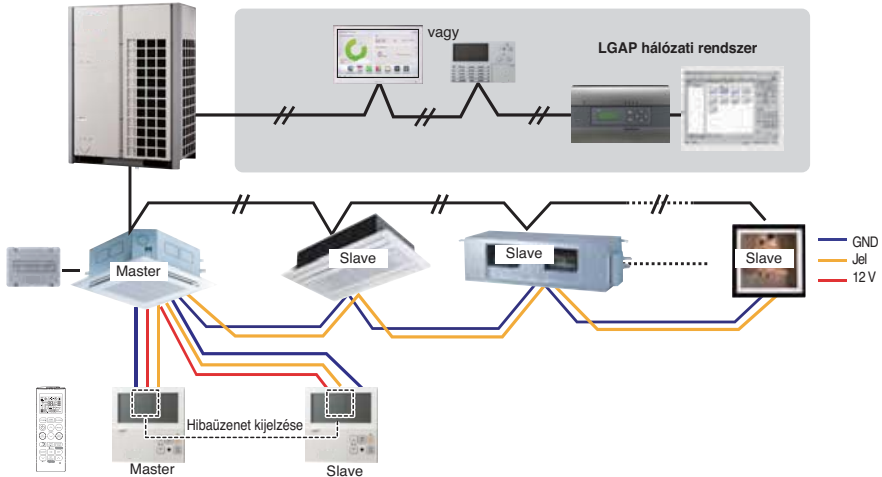 vagy
LGAP hálózati rendszer
Master
Slave
Slave
Slave
GND
Jel
12 V
Hibaüzenet kijelzése
Master
Slave